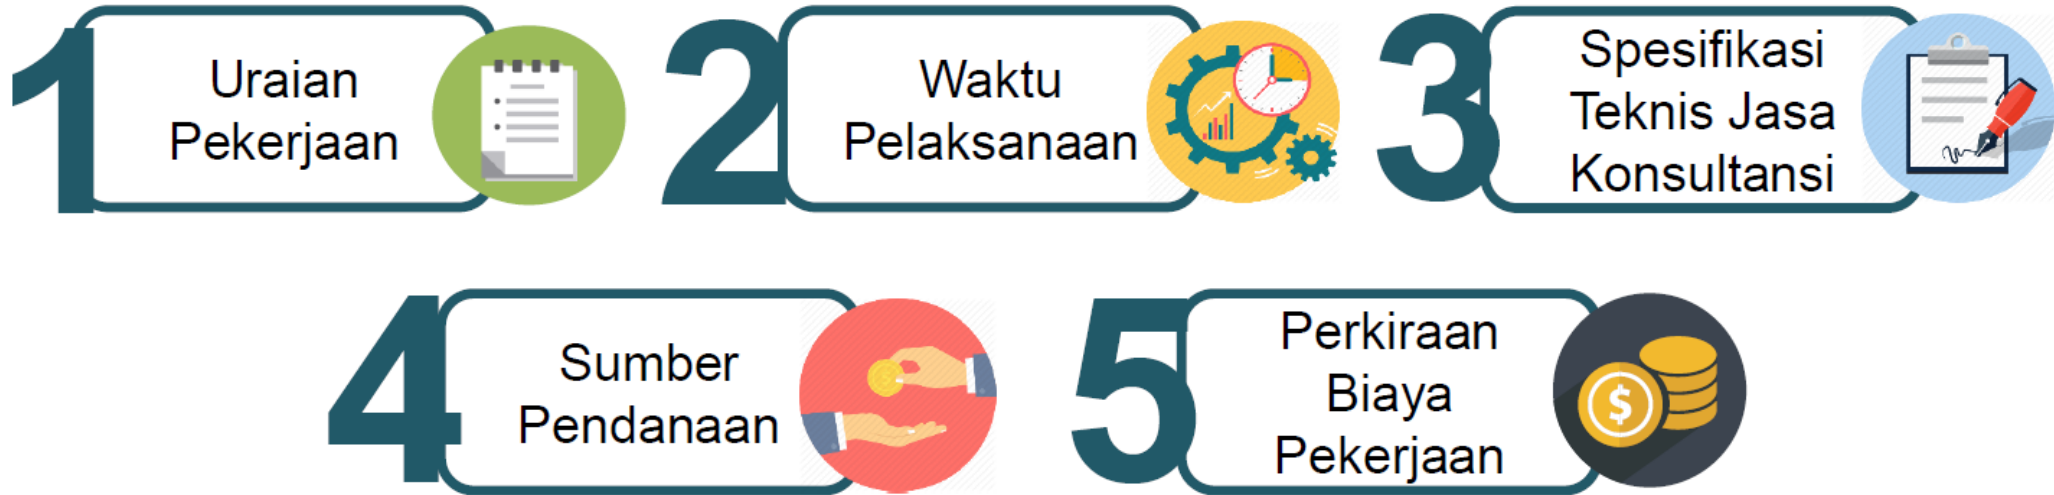 1
Uraian
Pekerjaan
2
Waktu
Pelaksanaan
3
Spesifikasi
Teknis Jasa
Konsultansi
4
Sumber
Pendanaan
5
Perkiraan
Biaya
Pekerjaan
$